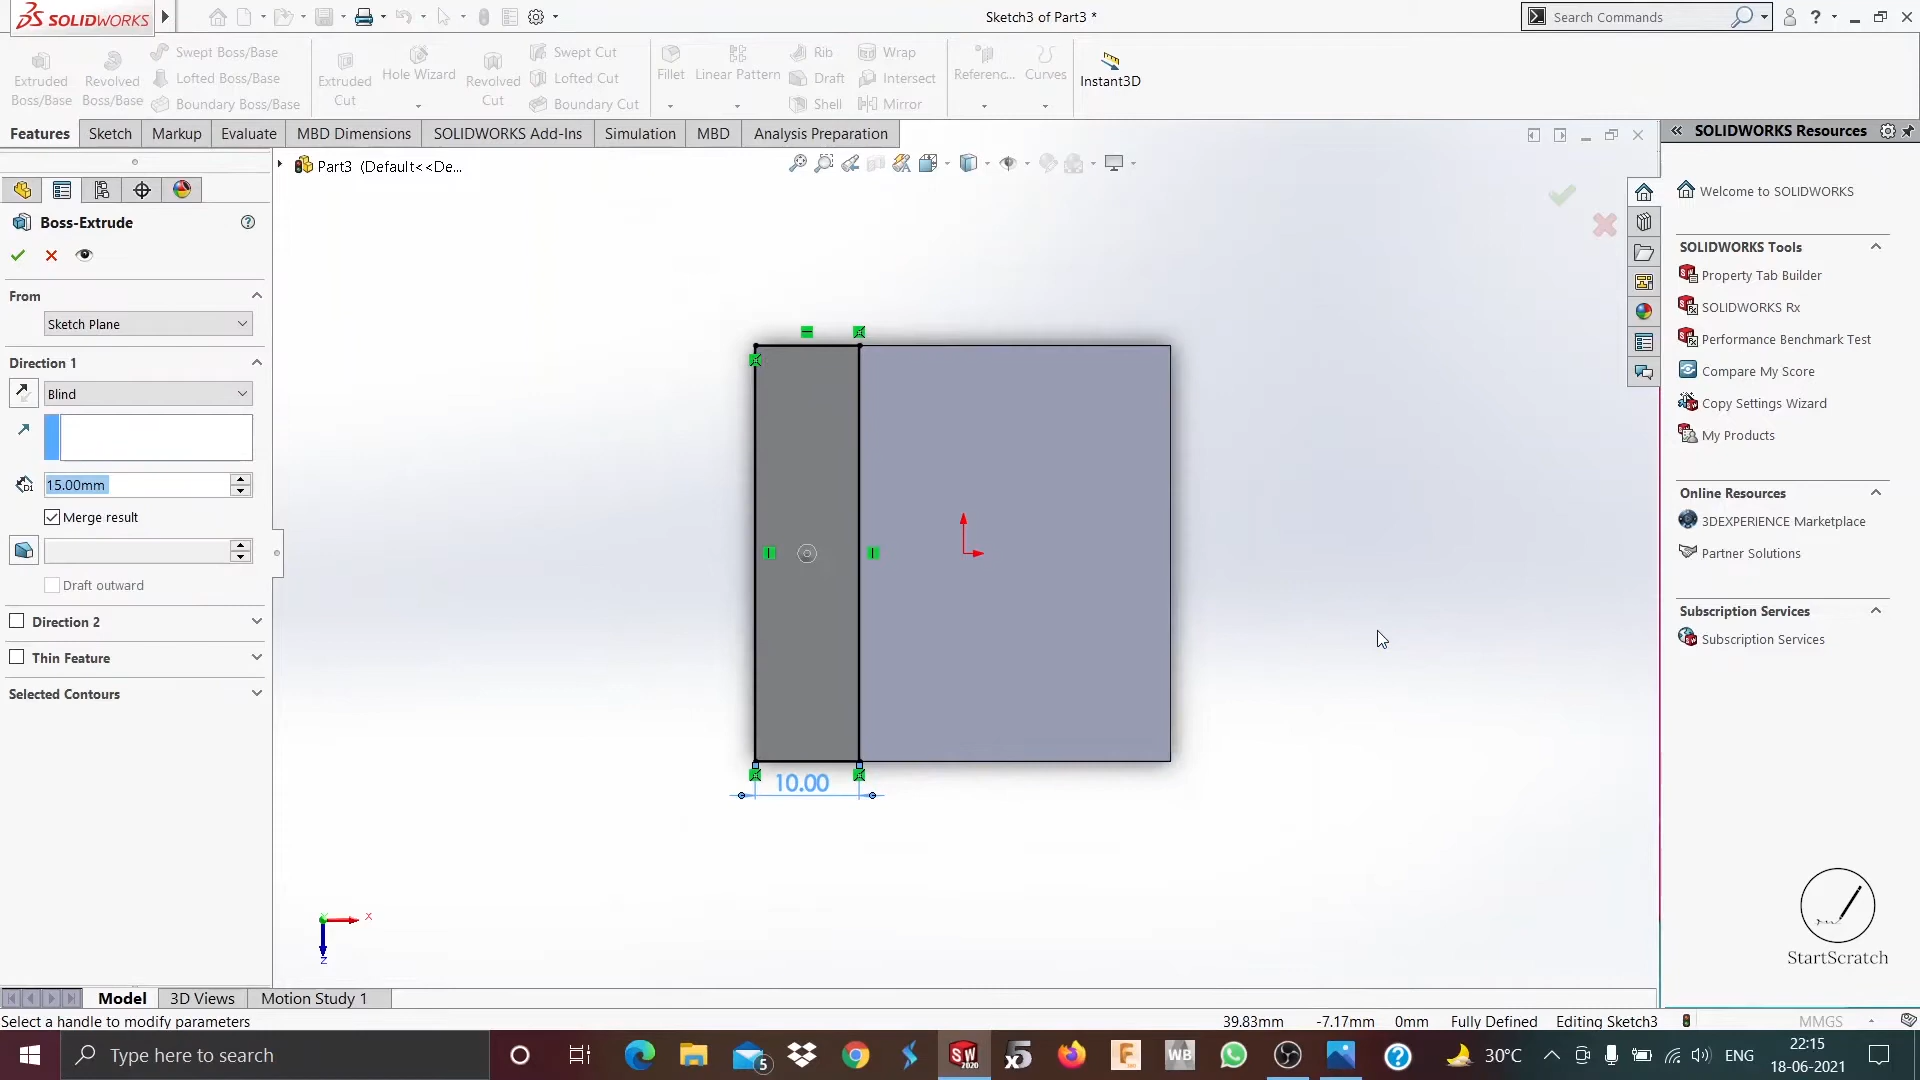 SOLIDWORKS
Sketch3 of Part3 *
Search Commands
Extruded Boss/Base
Revolved Boss/Base
Swept Boss/Base
Lofted Boss/Base
Boundary Boss/Base
Extruded Cut
Hole Wizard
Revolved Cut
Swept Cut
Lofted Cut
Boundary Cut
Fillet
Linear Pattern
Rib
Draft
Shell
Wrap
Intersect
Mirror
Referenc...
Curves
Instant3D
Features
Sketch
Markup
Evaluate
MBD Dimensions
SOLIDWORKS Add-Ins
Simulation
MBD
Analysis Preparation
Part3 (Default<<De...
Boss-Extrude
From
Sketch Plane
Direction 1
Blind
D1
15.00mm
Merge result
Draft outward
Direction 2
Thin Feature
Selected Contours
10.00
X
Z
SOLIDWORKS Resources
Welcome to SOLIDWORKS
SOLIDWORKS Tools
Property Tab Builder
SOLIDWORKS Rx
Performance Benchmark Test
Compare My Score
Copy Settings Wizard
My Products
Online Resources
3DEXPERIENCE Marketplace
Partner Solutions
Subscription Services
Subscription Services
StartScratch
Model
3D Views
Motion Study 1
Select a handle to modify parameters
39.83mm
-7.17mm
0mm
Fully Defined
Editing Sketch3
MMGS
Type here to search
5
SW
2020
x5
F
WB
30°C
ENG
22:15
18-06-2021